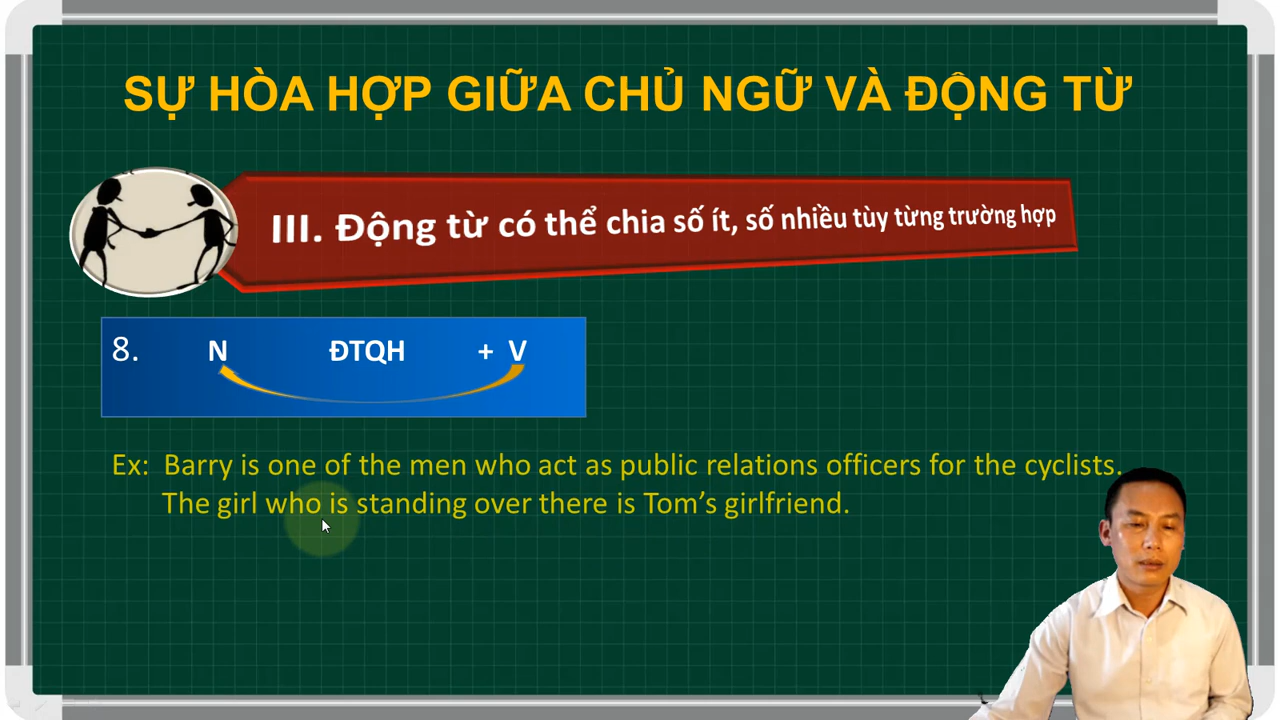 SỰ HÒA HỢP GIỮA CHỦ NGỮ VÀ ĐỘNG TỪ
III. Động từ có thể chia số ít, số nhiều tùy từng trường hợp
8. N ĐTQH + V
Ex: Barry is one of the men who act as public relations officers for the cyclists.
The girl who is standing over there is Tom’s girlfriend.